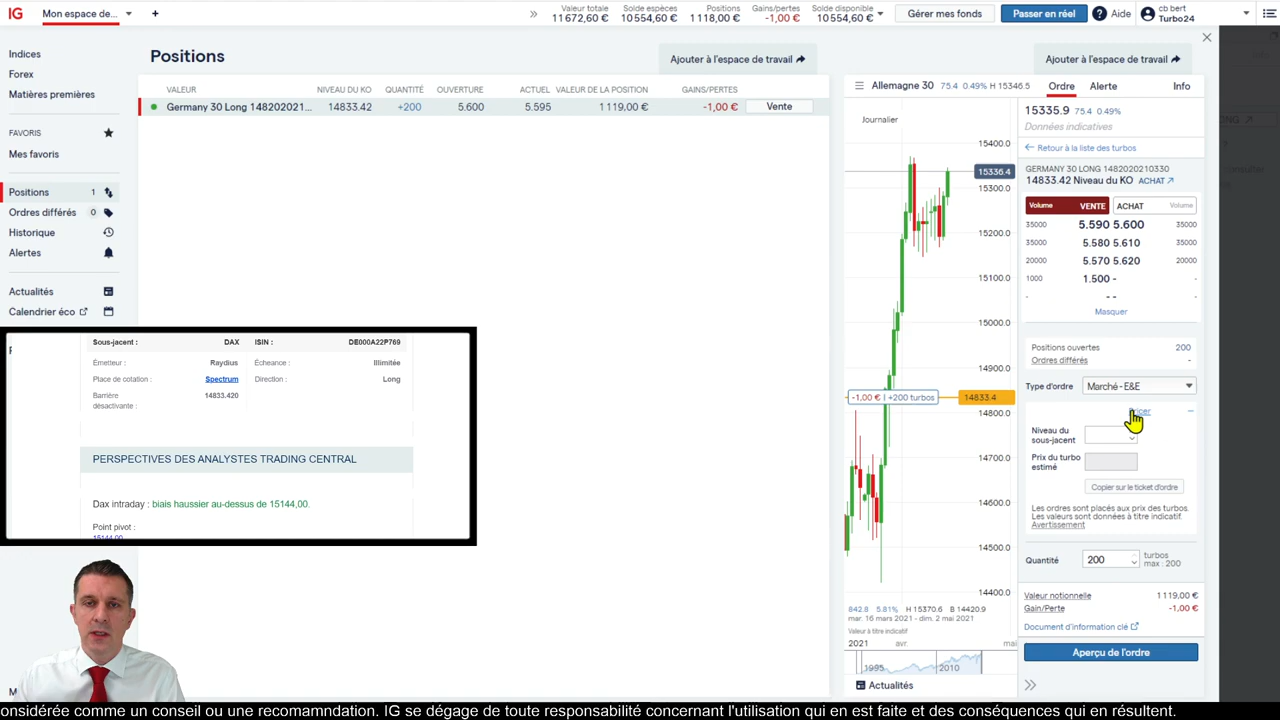 IG
Mon espace de...
+
Valeur totale
11 672,60 €
Solde espèces
10 554,60 €
Positions
1 118,00 €
Gains/pertes
-1,00 €
Solde disponible
10 554,60 €
Gérer mes fonds
Passer en réel
Aide
cb bert
Turbo24
Indices
Forex
Matières premières
FAVORIS
Mes favoris
Positions 1
Ordres différés 0
Historique
Alertes
Actualités
Calendrier éco
Positions
Ajouter à l'espace de travail
VALEUR NIVEAU DU KO QUANTITÉ OUVERTURE ACTUEL VALEUR DE LA POSITION GAINS/PERTES
Germany 30 Long 148202021... 14833.42 +200 5.600 5.595 1 119,00 € -1,00 € Vente
Ajouter à l'espace de travail
Allemagne 30 75.4 0.49% H 15346.5
Journalier
15400.0
15336.4
15300.0
15200.0
15100.0
15000.0
14900.0
-1,00 € | +200 turbos
14833.4
14800.0
14700.0
14600.0
14500.0
14400.0
842.8 5.81% H 15370.6 B 14420.9
mar. 16 mars 2021 - dim. 2 mai 2021
Valeur à titre indicatif
2021 avr. mai
1995 2010
Actualités
Ordre Alerte Info
15335.9 75.4 0.49%
Données indicatives
Retour à la liste des turbos
GERMANY 30 LONG 1482020210330
14833.42 Niveau du KO ACHAT
Volume VENTE ACHAT Volume
35000 5.590 5.600 35000
35000 5.580 5.610 35000
20000 5.570 5.620 20000
1000 1.500 - -
- - - -
Masquer
Positions ouvertes 200
Ordres différés -
Type d'ordre Marché - E&E
Pricer
Niveau du
sous-jacent
Prix du turbo
estimé
Copier sur le ticket d'ordre
Les ordres sont placés aux prix des turbos.
Les valeurs sont données à titre indicatif.
Avertissement
Quantité 200 turbos
max : 200
Valeur notionnelle 1 119,00 €
Gain/Perte -1,00 €
Document d'information clé
Aperçu de l'ordre
Sous-jacent : DAX ISIN : DE000A22P769
Émetteur : Raydius Échéance : Illimitée
Place de cotation : Spectrum Direction : Long
Barrière
désactivante : 14833.420
PERSPECTIVES DES ANALYSTES TRADING CENTRAL
Dax intraday : biais haussier au-dessus de 15144,00.
Point pivot :
15144,00
onsidérée comme un conseil ou une recomamndation. IG se dégage de toute responsabilité concernant l'utilisation qui en est faite et des conséquences qui en résultent.